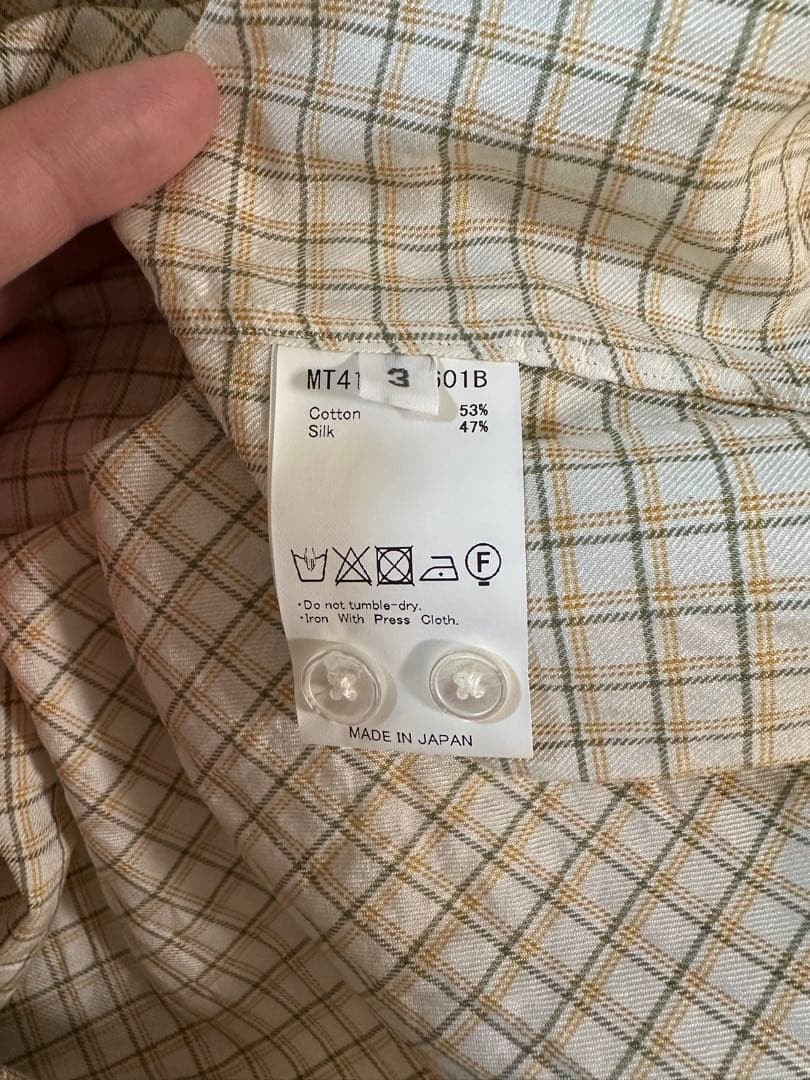 MT41 3 601B
Cotton 53%
Silk 47%
F
・Do not tumble-dry.
・Iron With Press Cloth.
MADE IN JAPAN